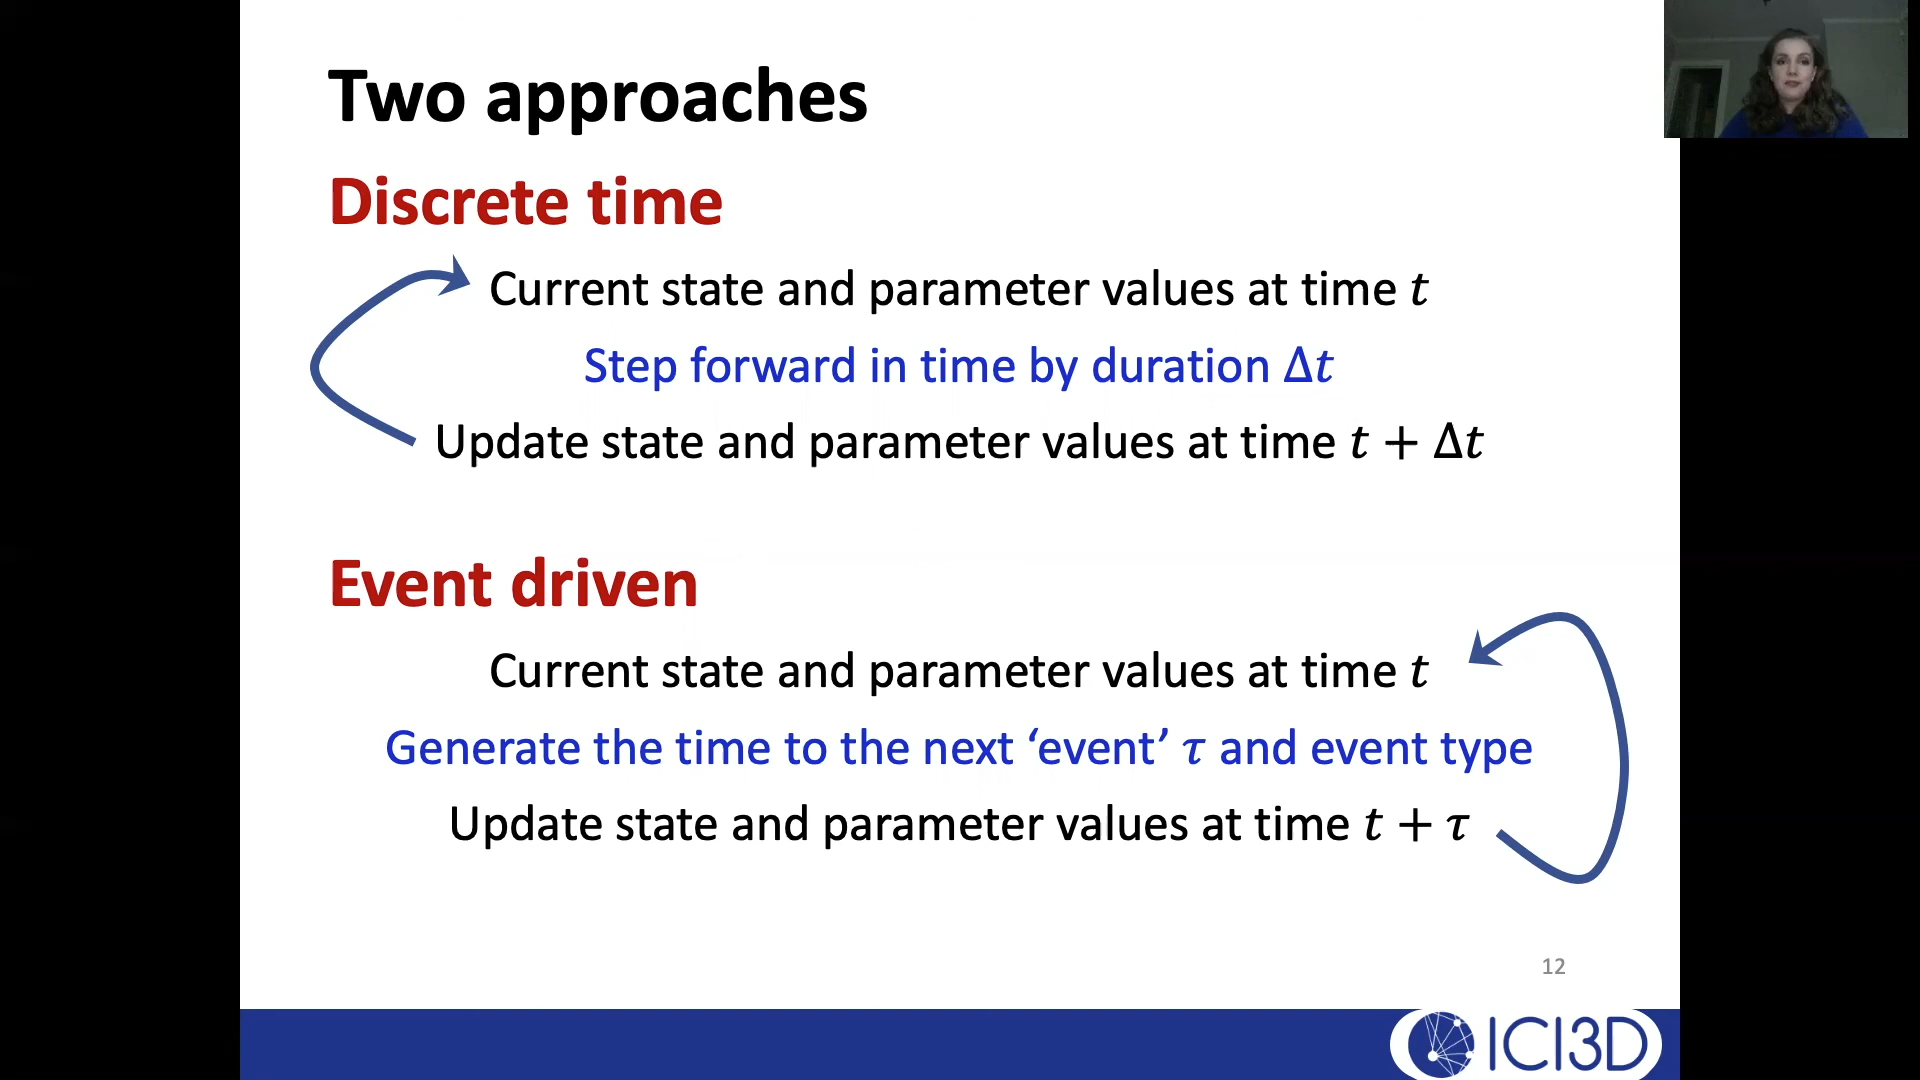 Two approaches
Discrete time
Current state and parameter values at time t
Step forward in time by duration Δt
Update state and parameter values at time t + Δt
Event driven
Current state and parameter values at time t
Generate the time to the next ‘event’ τ and event type
Update state and parameter values at time t + τ
12
ICI3D